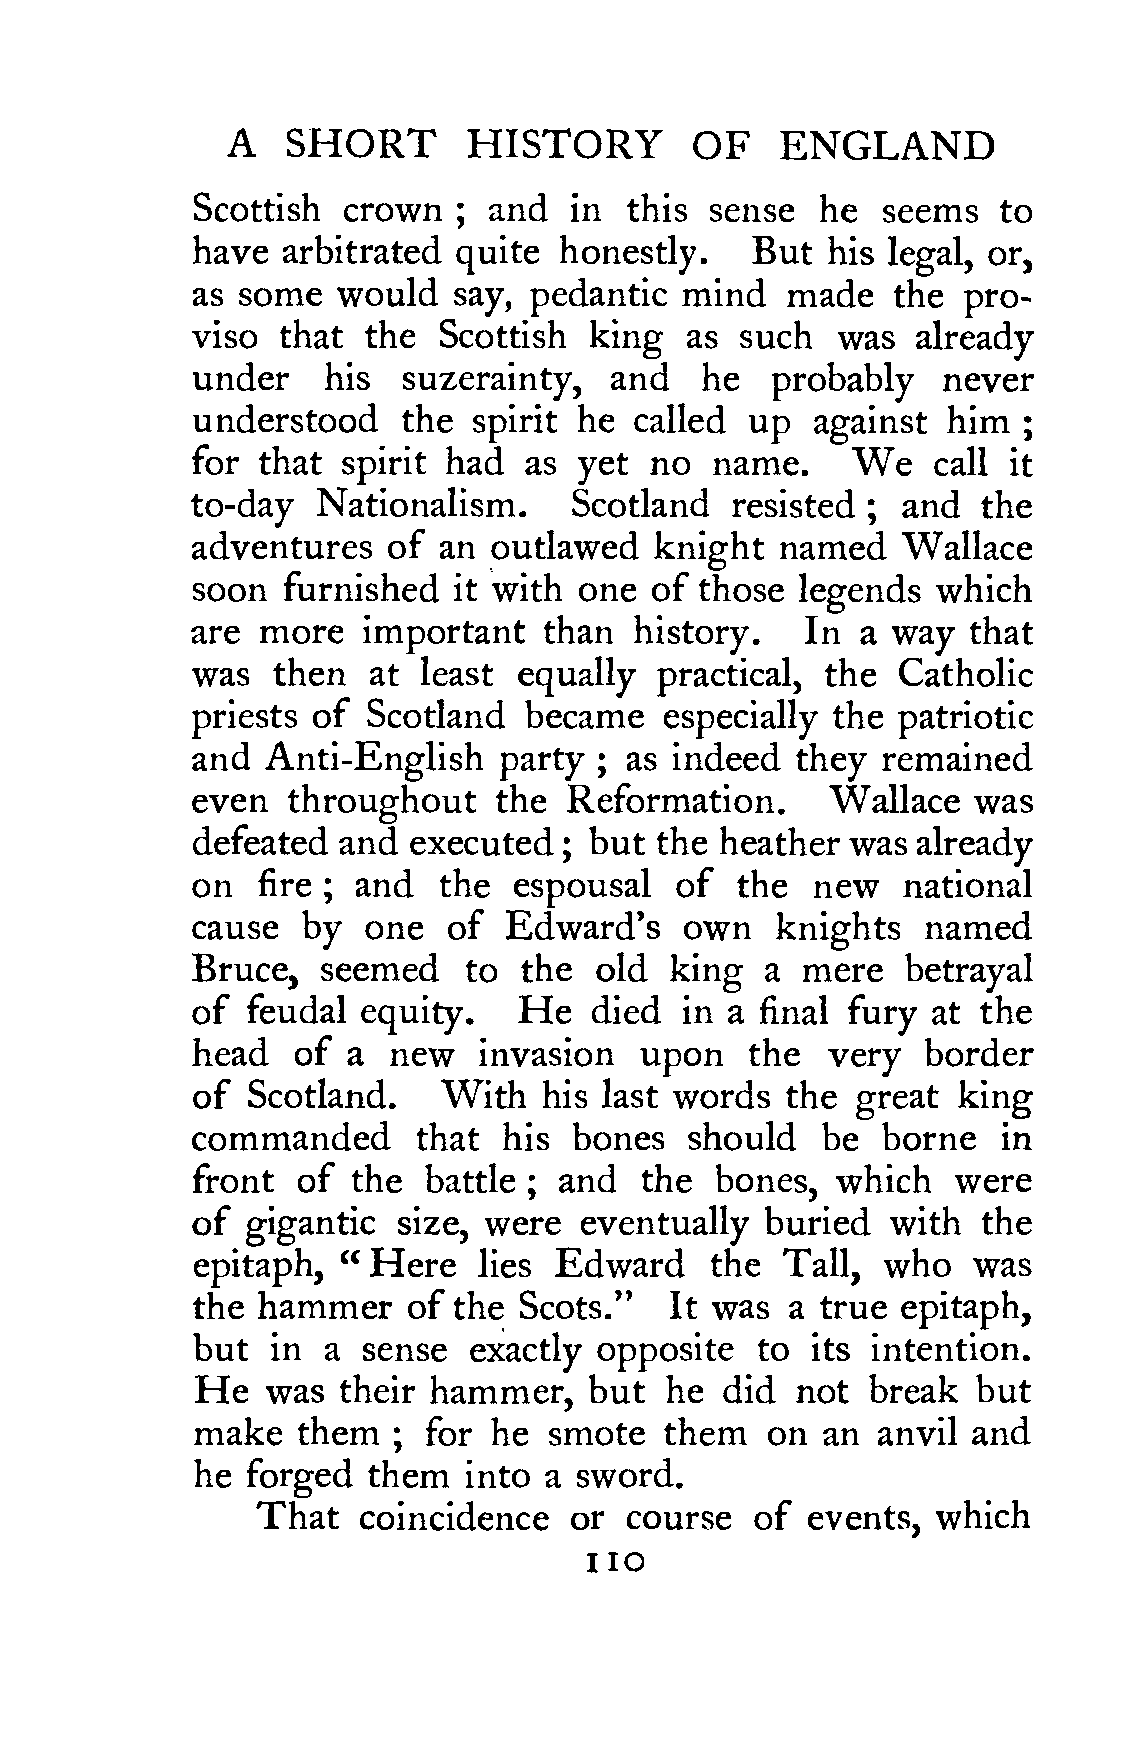 A SHORT HISTORY OF ENGLAND
Scottish crown ; and in this sense he seems to
have arbitrated quite honestly. But his legal, or,
as some would say, pedantic mind made the pro-
viso that the Scottish king as such was already
under his suzerainty, and he probably never
understood the spirit he called up against him ;
for that spirit had as yet no name. We call it
to-day Nationalism. Scotland resisted ; and the
adventures of an outlawed knight named Wallace
soon furnished it with one of those legends which
are more important than history. In a way that
was then at least equally practical, the Catholic
priests of Scotland became especially the patriotic
and Anti-English party ; as indeed they remained
even throughout the Reformation. Wallace was
defeated and executed ; but the heather was already
on fire ; and the espousal of the new national
cause by one of Edward's own knights named
Bruce, seemed to the old king a mere betrayal
of feudal equity. He died in a final fury at the
head of a new invasion upon the very border
of Scotland. With his last words the great king
commanded that his bones should be borne in
front of the battle ; and the bones, which were
of gigantic size, were eventually buried with the
epitaph, " Here lies Edward the Tall, who was
the hammer of the Scots." It was a true epitaph,
but in a sense exactly opposite to its intention.
He was their hammer, but he did not break but
make them ; for he smote them on an anvil and
he forged them into a sword.
That coincidence or course of events, which
110